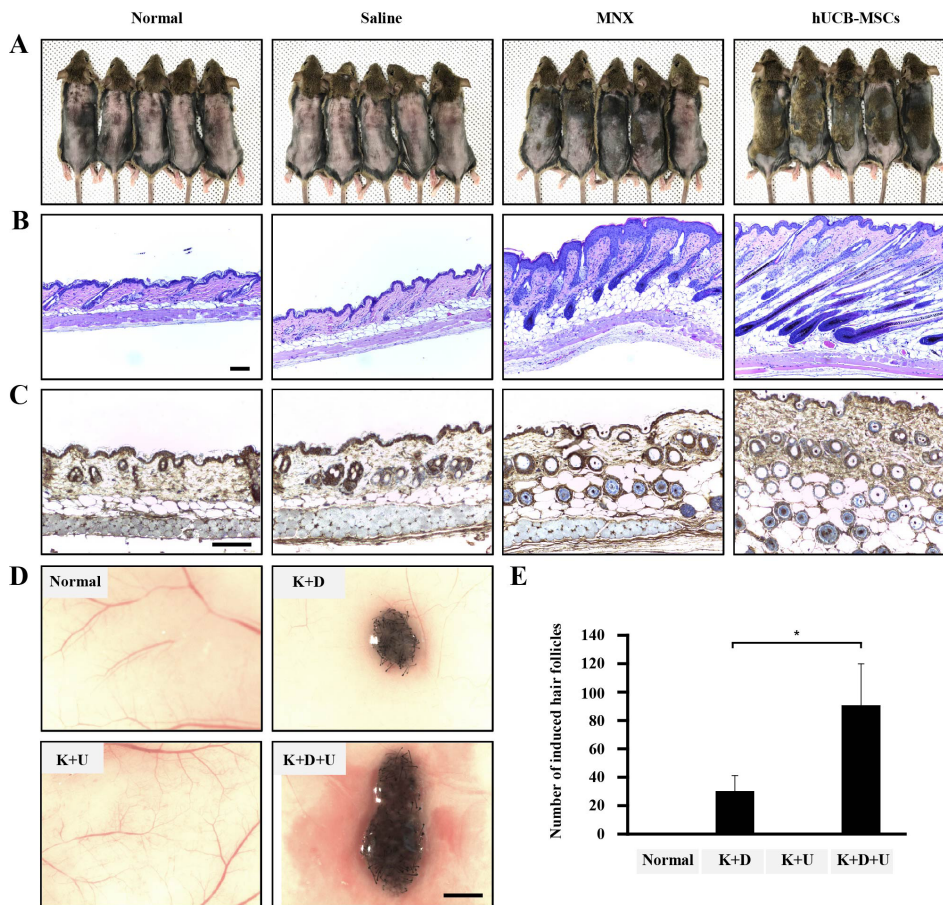 Normal Saline MNX hUCB-MSCs
A
B
C
D
Normal K+D
K+U K+D+U
E
Number of induced hair follicles
140
120
100
80
60
40
20
0
*
Normal K+D K+U K+D+U